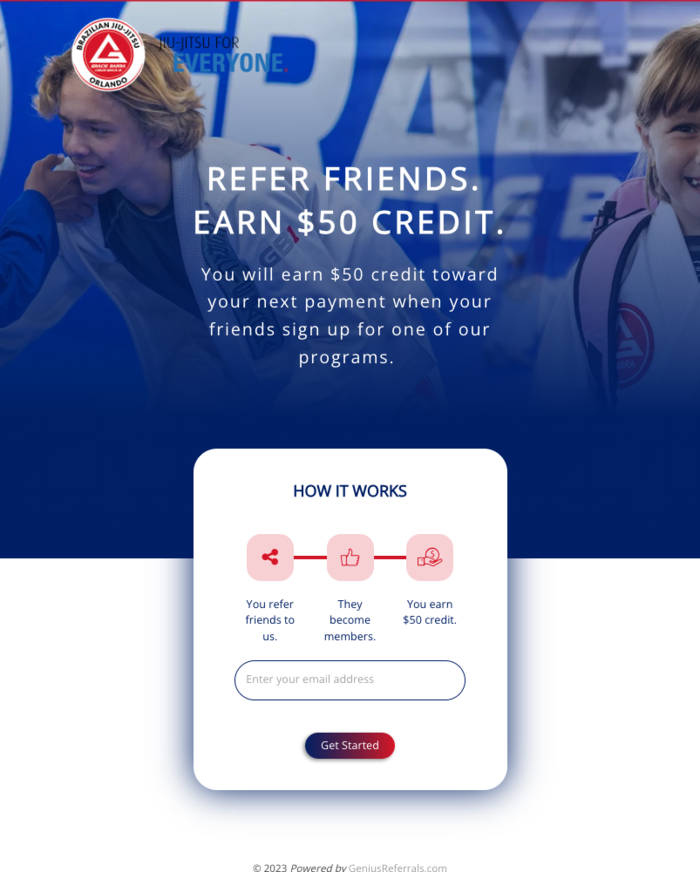 BRAZILIAN JIU-JITSU
GRACIE BARRA
ORLANDO
JIU-JITSU FOR
EVERYONE.
REFER FRIENDS.
EARN $50 CREDIT.
You will earn $50 credit toward
your next payment when your
friends sign up for one of our
programs.
HOW IT WORKS
You refer
friends to
us.
They
become
members.
You earn
$50 credit.
Enter your email address
Get Started
© 2023 Powered by GeniusReferrals.com